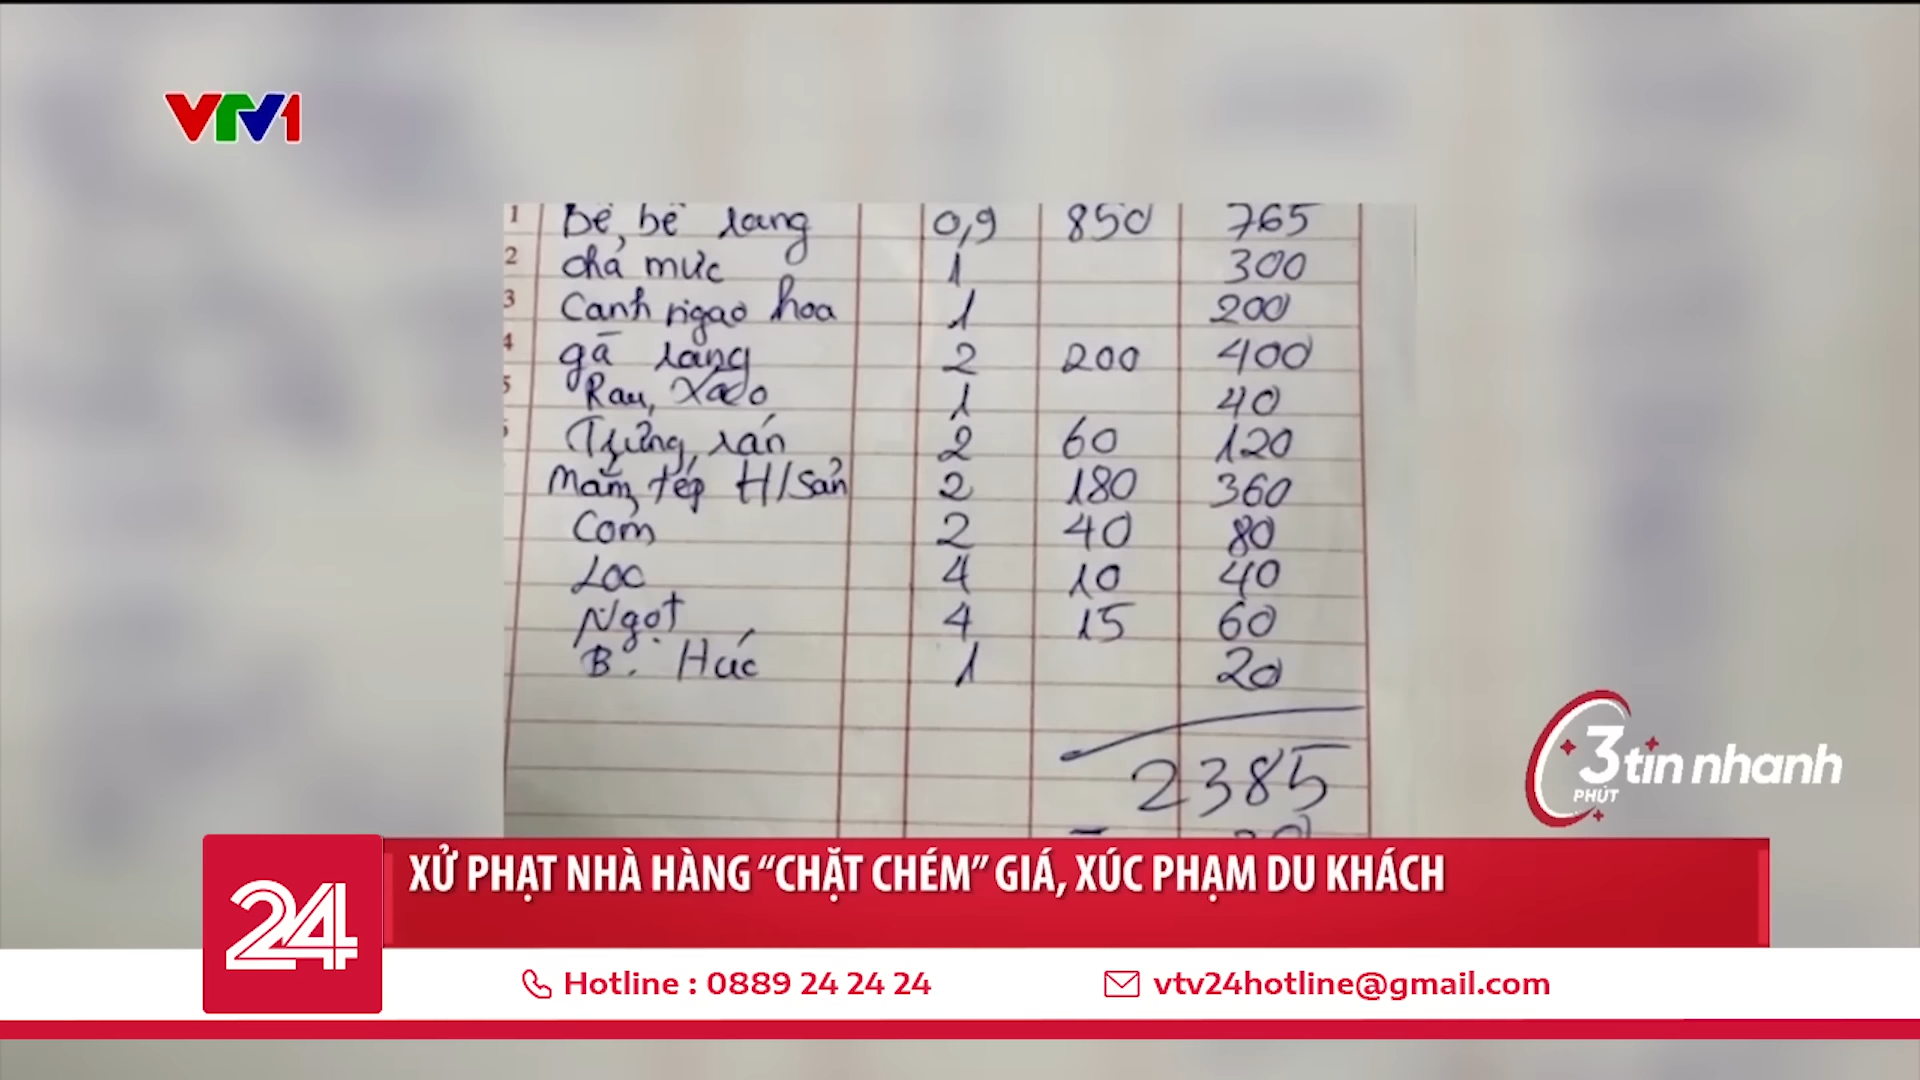 VTV1
1 Bề bề rang 0,9 850 765
2 chả mực 1 300
3 Canh ngao hoa 1 200
4 gà rang 2 200 400
5 Rau xào 1 40
Trứng rán 2 60 120
Mắm tép H/sản 2 180 360
Cơm 2 40 80
Loc 4 10 40
Ngọt 4 15 60
B. Húc 1 20
2385
3 PHÚT tin nhanh
24
XỬ PHẠT NHÀ HÀNG “CHẶT CHÉM” GIÁ, XÚC PHẠM DU KHÁCH
Hotline : 0889 24 24 24
vtv24hotline@gmail.com